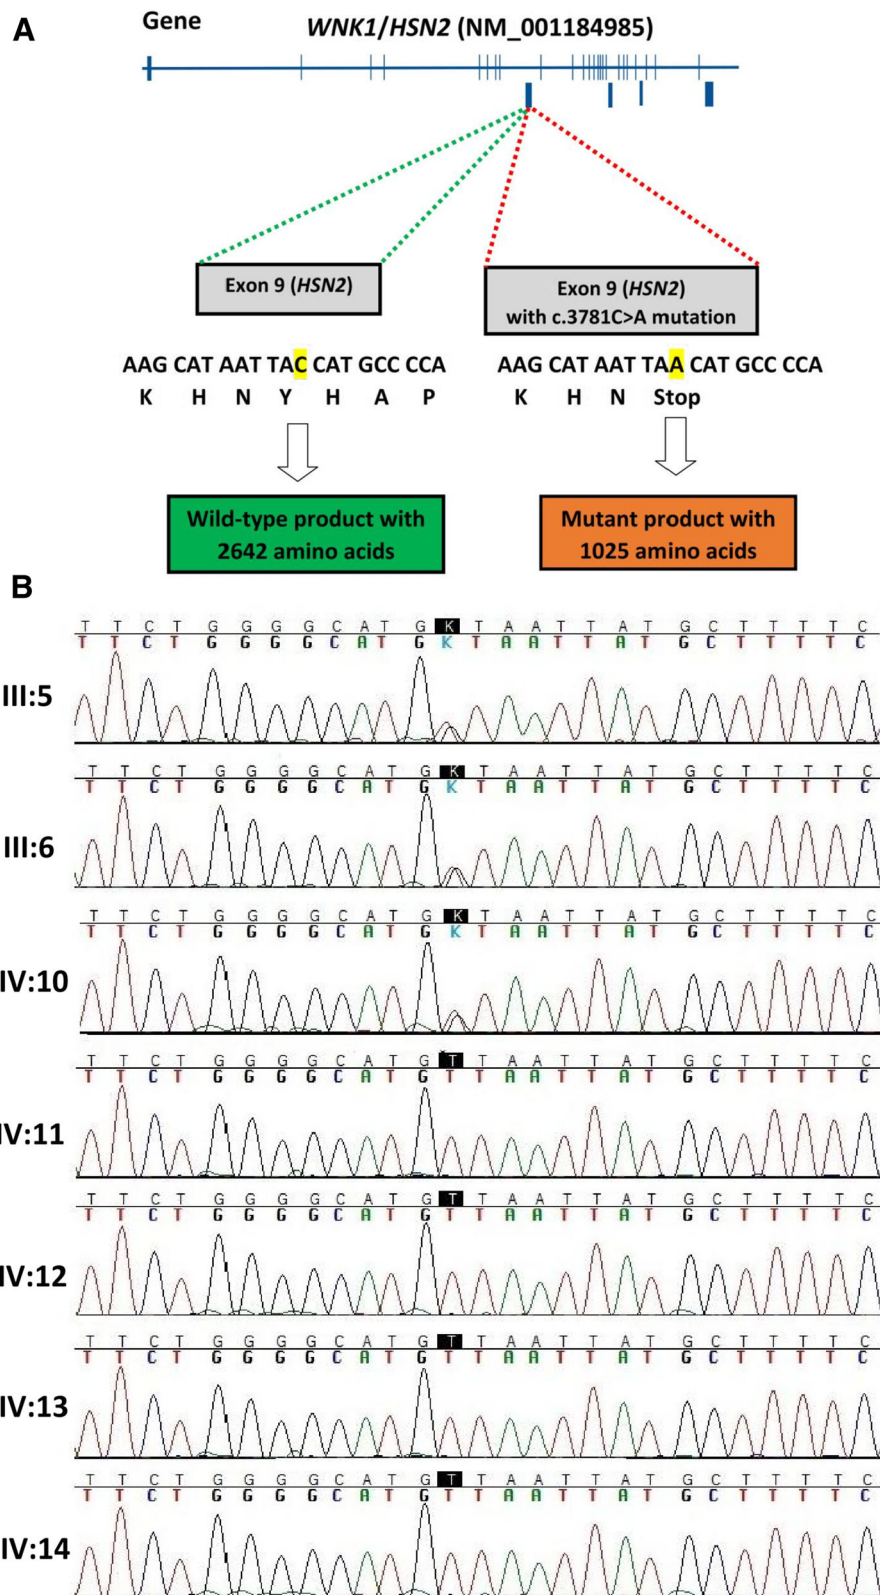 A
Gene
WNK1/HSN2 (NM_001184985)
Exon 9 (HSN2)
Exon 9 (HSN2)
with c.3781C>A mutation
AAG CAT AAT TAC CAT GCC CCA
K H N Y H A P
AAG CAT AAT TAA CAT GCC CCA
K H N Stop
Wild-type product with
2642 amino acids
Mutant product with
1025 amino acids
B
T T C T G G G G C A T G K T A A T T A T G C T T T T C
T T C T G G G G C A T G K T A A T T A T G C T T T T C
III:5
T T C T G G G G C A T G K T A A T T A T G C T T T T C
T T C T G G G G C A T G K T A A T T A T G C T T T T C
III:6
T T C T G G G G C A T G K T A A T T A T G C T T T T C
T T C T G G G G C A T G K T A A T T A T G C T T T T C
IV:10
T T C T G G G G C A T G T T A A T T A T G C T T T T C
T T C T G G G G C A T G T T A A T T A T G C T T T T C
IV:11
T T C T G G G G C A T G T T A A T T A T G C T T T T C
T T C T G G G G C A T G T T A A T T A T G C T T T T C
IV:12
T T C T G G G G C A T G T T A A T T A T G C T T T T C
T T C T G G G G C A T G T T A A T T A T G C T T T T C
IV:13
T T C T G G G G C A T G T T A A T T A T G C T T T T C
T T C T G G G G C A T G T T A A T T A T G C T T T T C
IV:14